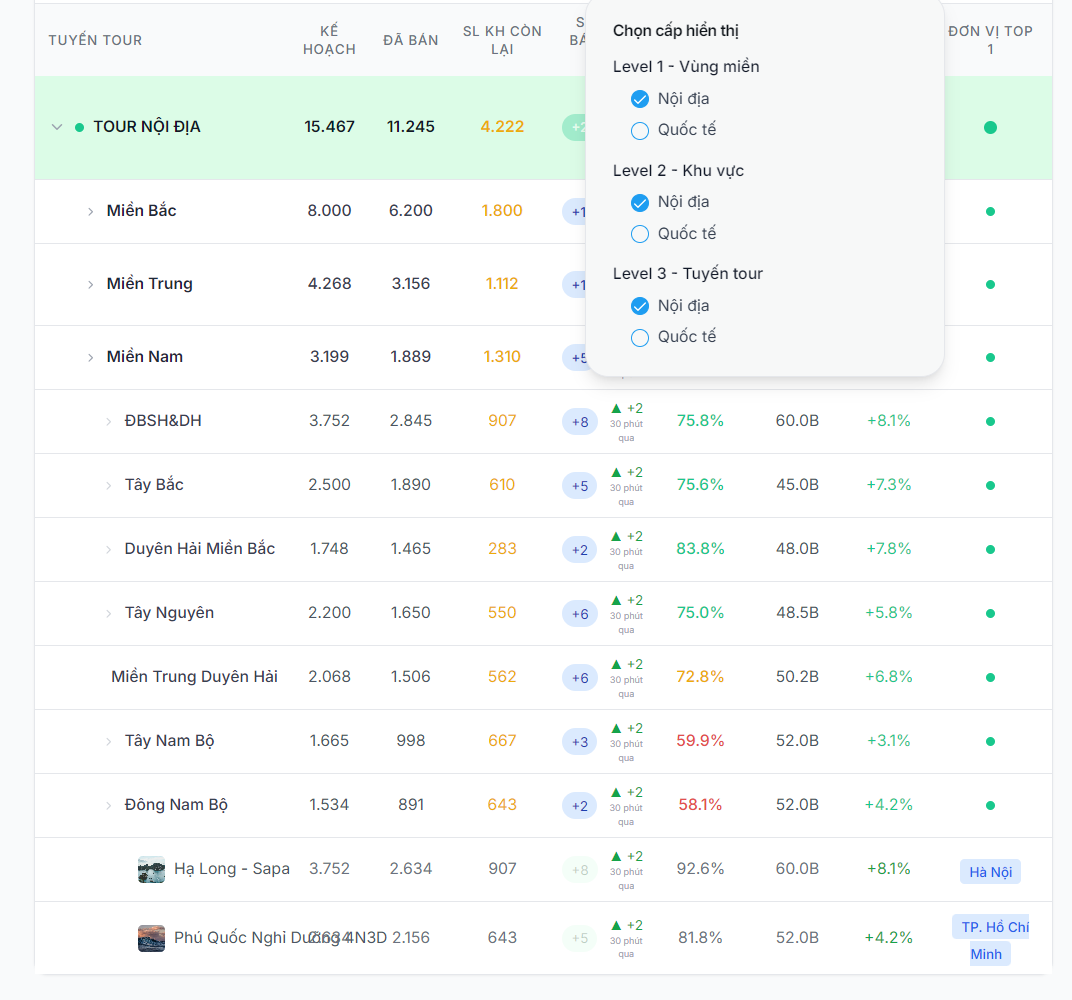 TUYẾN TOUR
KẾ
HOẠCH
ĐÃ BÁN
SL KH CÒN
LẠI
ĐƠN VỊ TOP
1
Chọn cấp hiển thị
Level 1 - Vùng miền
Nội địa
Quốc tế
Level 2 - Khu vực
Nội địa
Quốc tế
Level 3 - Tuyến tour
Nội địa
Quốc tế
TOUR NỘI ĐỊA 15.467 11.245 4.222
Miền Bắc 8.000 6.200 1.800
Miền Trung 4.268 3.156 1.112
Miền Nam 3.199 1.889 1.310
ĐBSH&DH 3.752 2.845 907 +8 ▲ +2 75.8% 60.0B +8.1%
30 phút
qua
Tây Bắc 2.500 1.890 610 +5 ▲ +2 75.6% 45.0B +7.3%
30 phút
qua
Duyên Hải Miền Bắc 1.748 1.465 283 +2 ▲ +2 83.8% 48.0B +7.8%
30 phút
qua
Tây Nguyên 2.200 1.650 550 +6 ▲ +2 75.0% 48.5B +5.8%
30 phút
qua
Miền Trung Duyên Hải 2.068 1.506 562 +6 ▲ +2 72.8% 50.2B +6.8%
30 phút
qua
Tây Nam Bộ 1.665 998 667 +3 ▲ +2 59.9% 52.0B +3.1%
30 phút
qua
Đông Nam Bộ 1.534 891 643 +2 ▲ +2 58.1% 52.0B +4.2%
30 phút
qua
Hạ Long - Sapa 3.752 2.634 907 +8 ▲ +2 92.6% 60.0B +8.1% Hà Nội
30 phút
qua
Phú Quốc Nghỉ Dưỡng 4N3D 2.156 643 +5 ▲ +2 81.8% 52.0B +4.2% TP. Hồ Chí
30 phút
qua
Minh